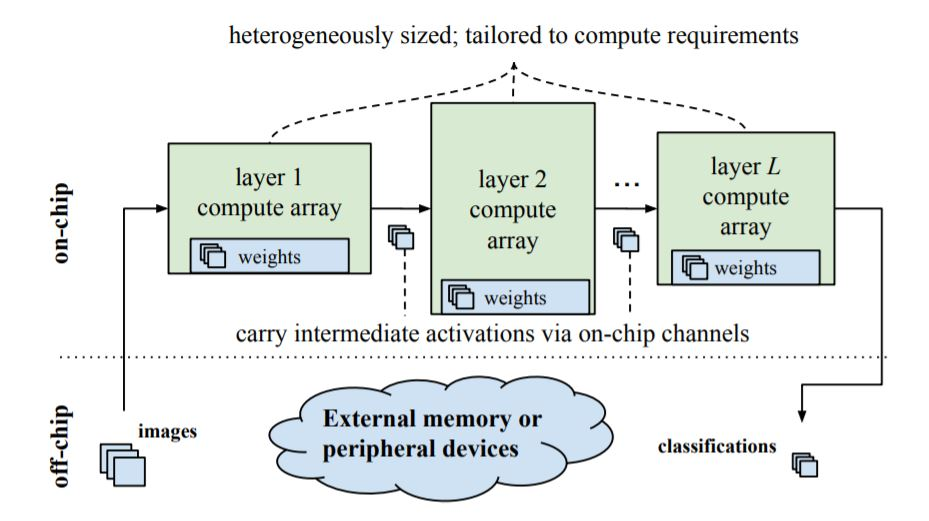 heterogeneously sized; tailored to compute requirements
on-chip
layer 1
compute array
weights
layer 2
compute
array
weights
...
layer L
compute
array
weights
carry intermediate activations via on-chip channels
off-chip
images
External memory or
peripheral devices
classifications